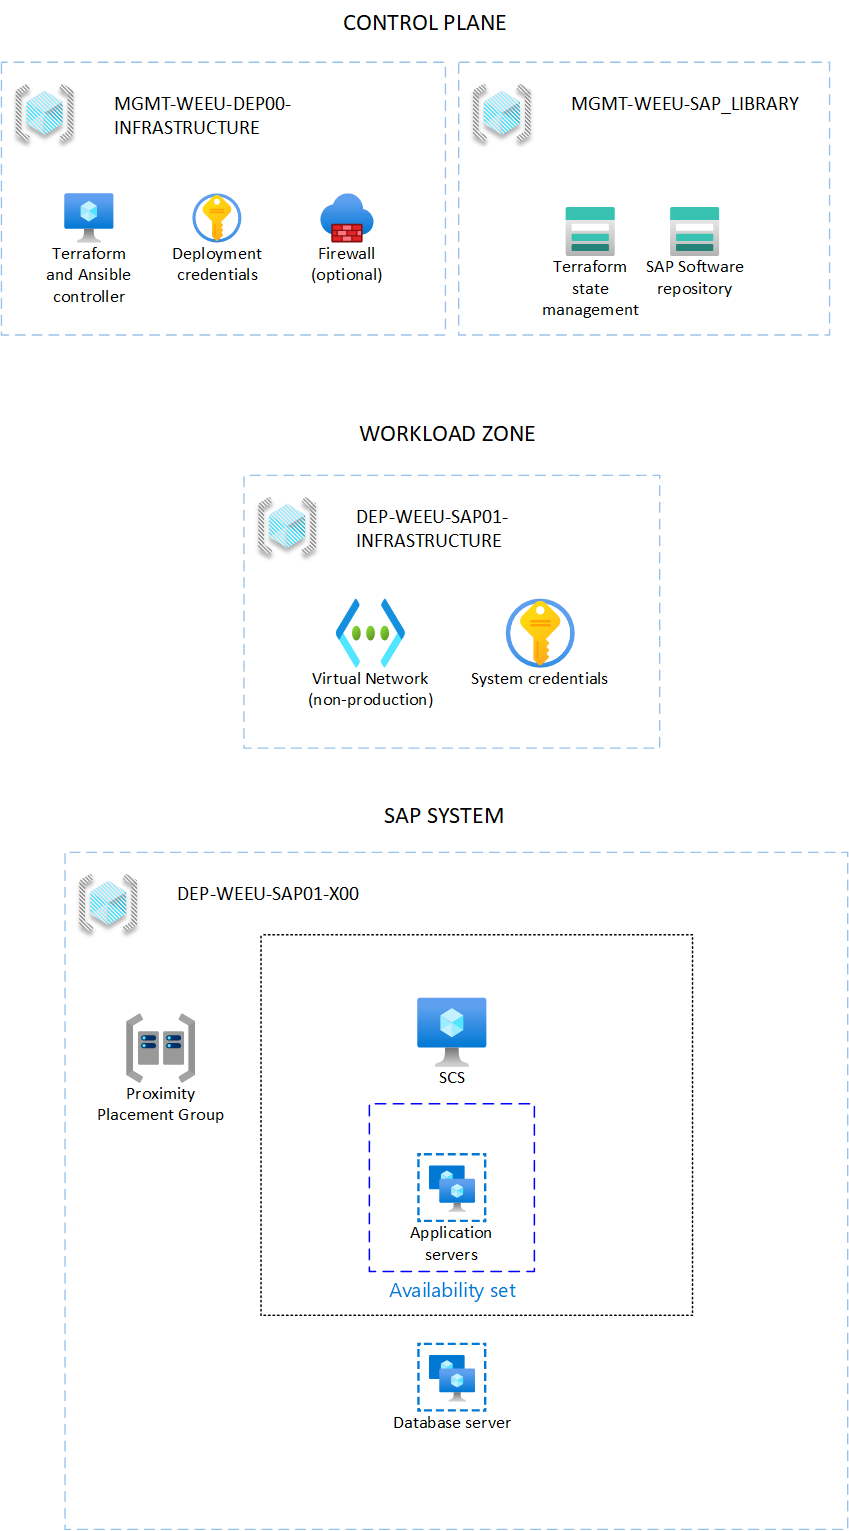 CONTROL PLANE
MGMT-WEEU-DEP00-
INFRASTRUCTURE
Terraform
and Ansible
controller
Deployment
credentials
Firewall
(optional)
MGMT-WEEU-SAP_LIBRARY
Terraform
state
management
SAP Software
repository
WORKLOAD ZONE
DEP-WEEU-SAP01-
INFRASTRUCTURE
Virtual Network
(non-production)
System credentials
SAP SYSTEM
DEP-WEEU-SAP01-X00
Proximity
Placement Group
SCS
Application
servers
Availability set
Database server